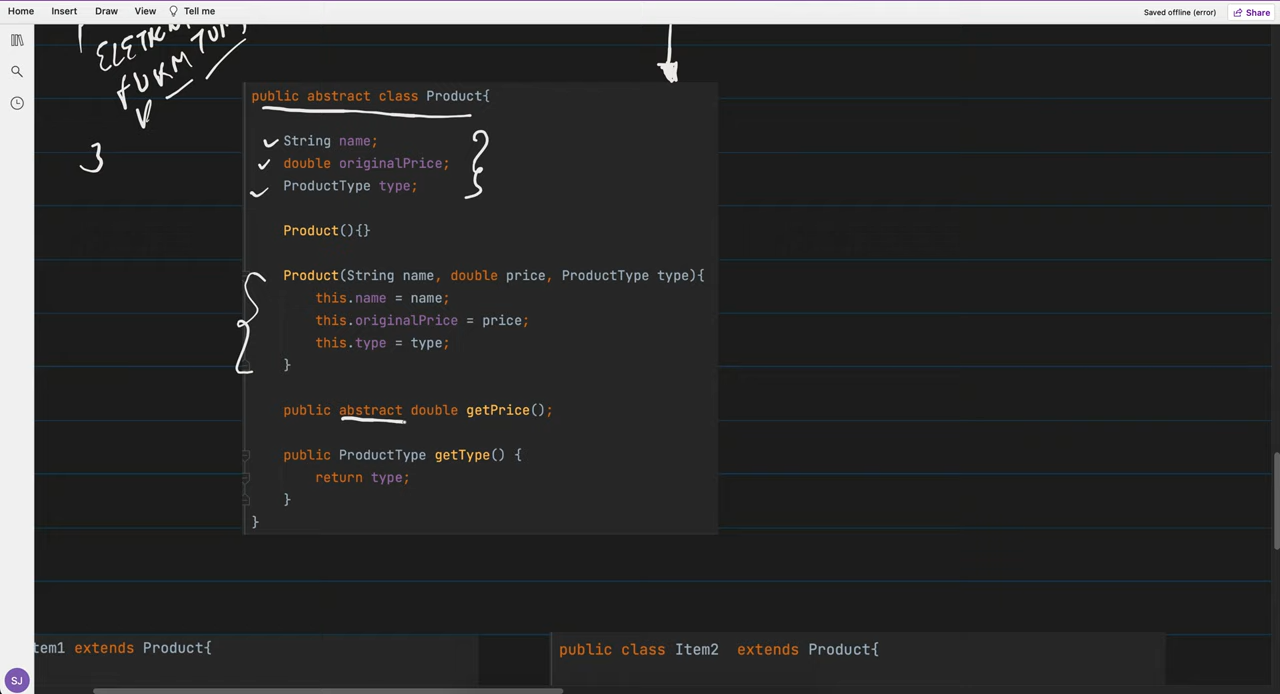 Home Insert Draw View Tell me
Saved offline (error) Share
public abstract class Product{
String name;
double originalPrice;
ProductType type;
3
Product(){}
Product(String name, double price, ProductType type){
this.name = name;
this.originalPrice = price;
this.type = type;
}
public abstract double getPrice();
public ProductType getType() {
return type;
}
}
tem1 extends Product{
public class Item2 extends Product{
SJ